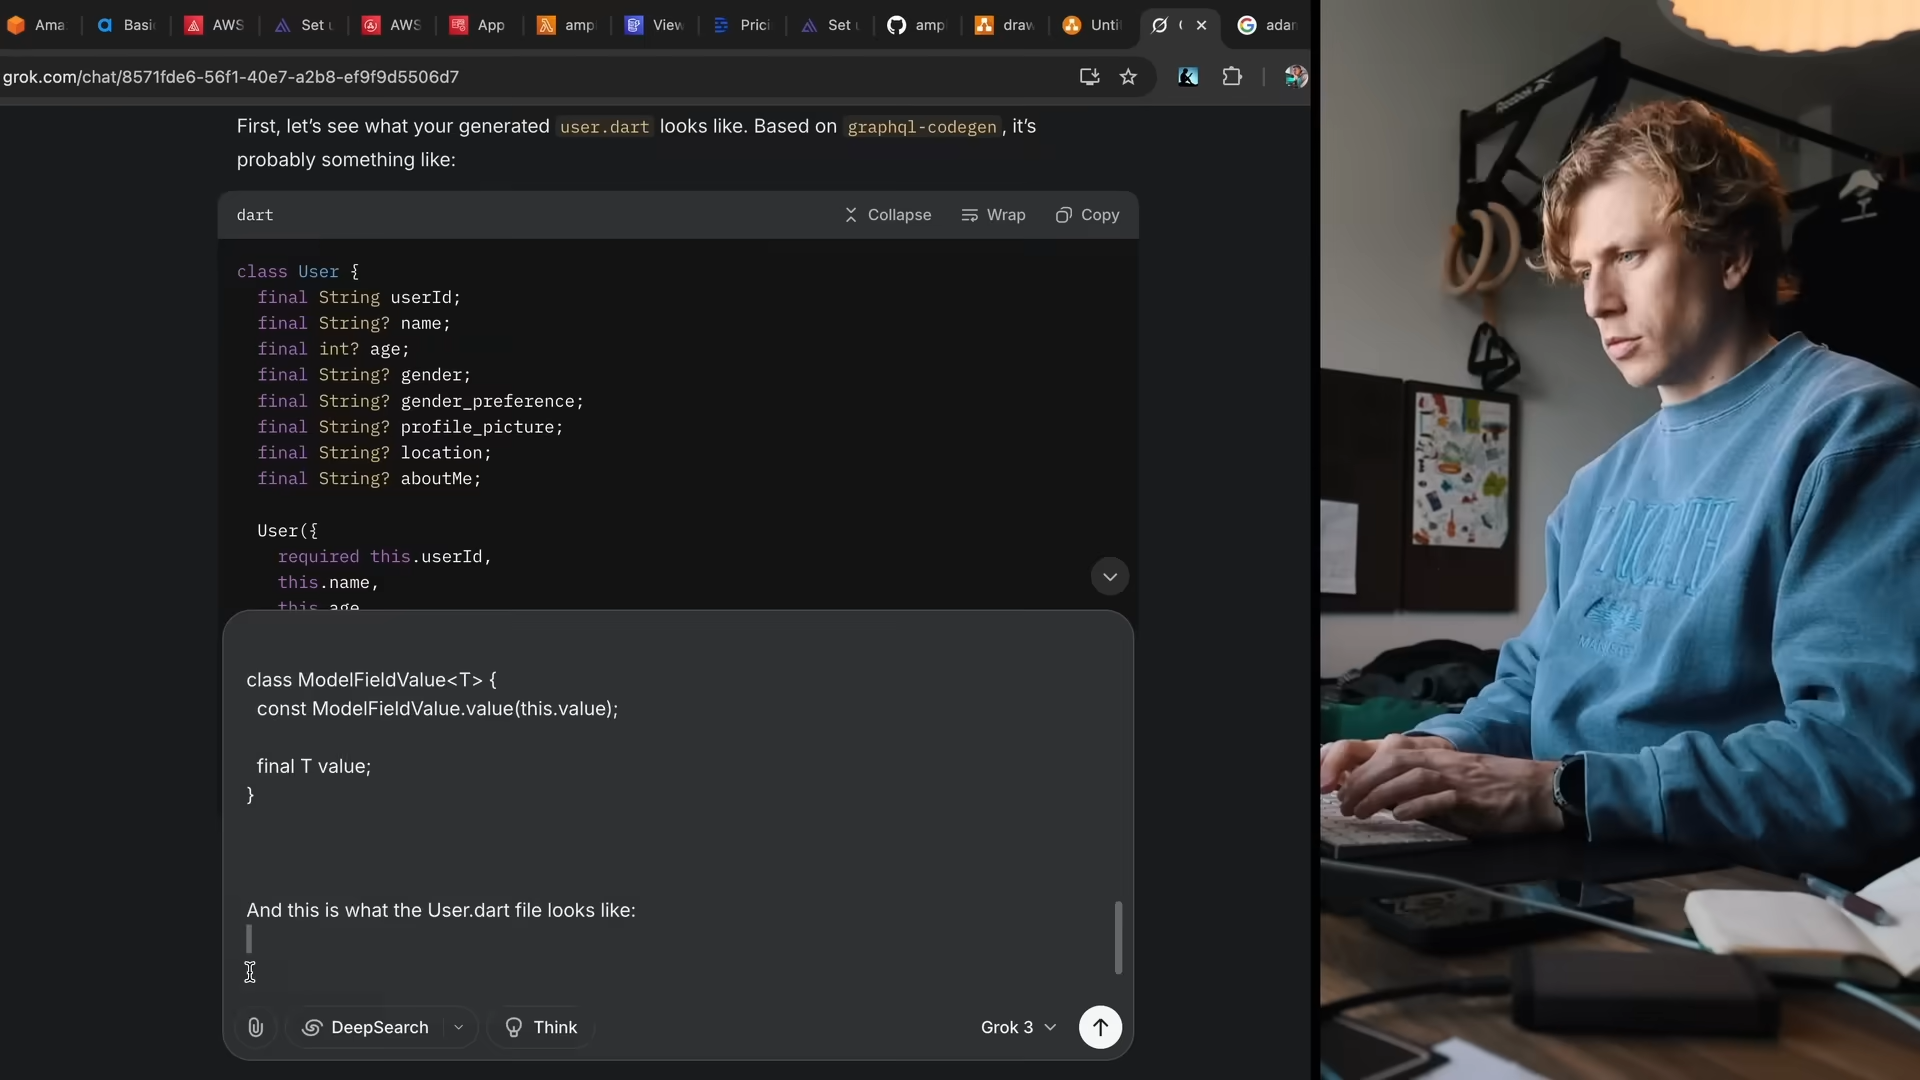 Ama
Basi
AWS
Set u
AWS
App
amp
View
Prici
Set u
amp
draw
Unti
adan
grok.com/chat/8571fde6-56f1-40e7-a2b8-ef9f9d5506d7
First, let's see what your generated user.dart looks like. Based on graphql-codegen, it's
probably something like:
dart
Collapse
Wrap
Copy
class User {
final String userId;
final String? name;
final int? age;
final String? gender;
final String? gender_preference;
final String? profile_picture;
final String? location;
final String? aboutMe;
User({
required this.userId,
this.name,
this.age,
class ModelFieldValue<T> {
const ModelFieldValue.value(this.value);
final T value;
}
And this is what the User.dart file looks like:
DeepSearch
Think
Grok 3
Reebok